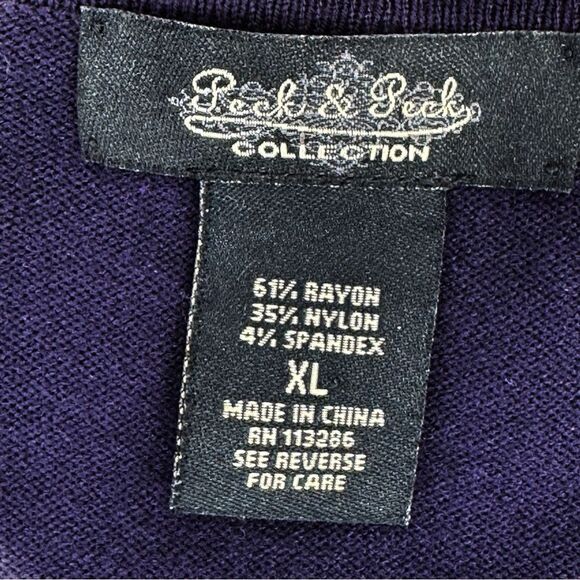 Peck & Peck
COLLECTION
61% RAYON
35% NYLON
4% SPANDEX
XL
MADE IN CHINA
RN 113286
SEE REVERSE
FOR CARE